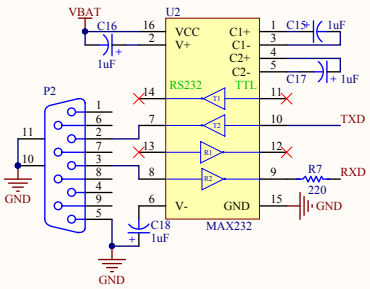 VBAT
C16
1uF
U2
16
2
VCC
V+
C1+
C1-
C2+
C2-
1
3
4
5
C15
1uF
C17
1uF
RS232
TTL
14
T1
11
7
T2
10
TXD
13
R1
12
8
R2
9
R7
220
RXD
6
V-
GND
15
GND
MAX232
C18
1uF
P2
1
6
2
7
3
8
4
9
5
11
10
GND
GND